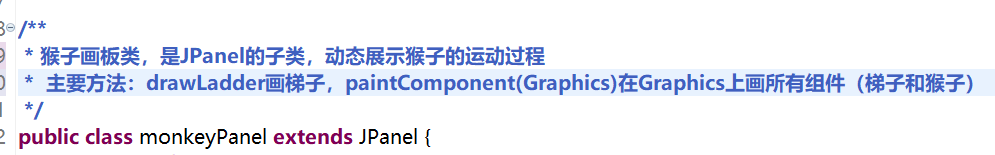 /**
* 猴子画板类，是JPanel的子类，动态展示猴子的运动过程
* 主要方法：drawLadder画梯子，paintComponent(Graphics)在Graphics上画所有组件（梯子和猴子）
*/
public class monkeyPanel extends JPanel {